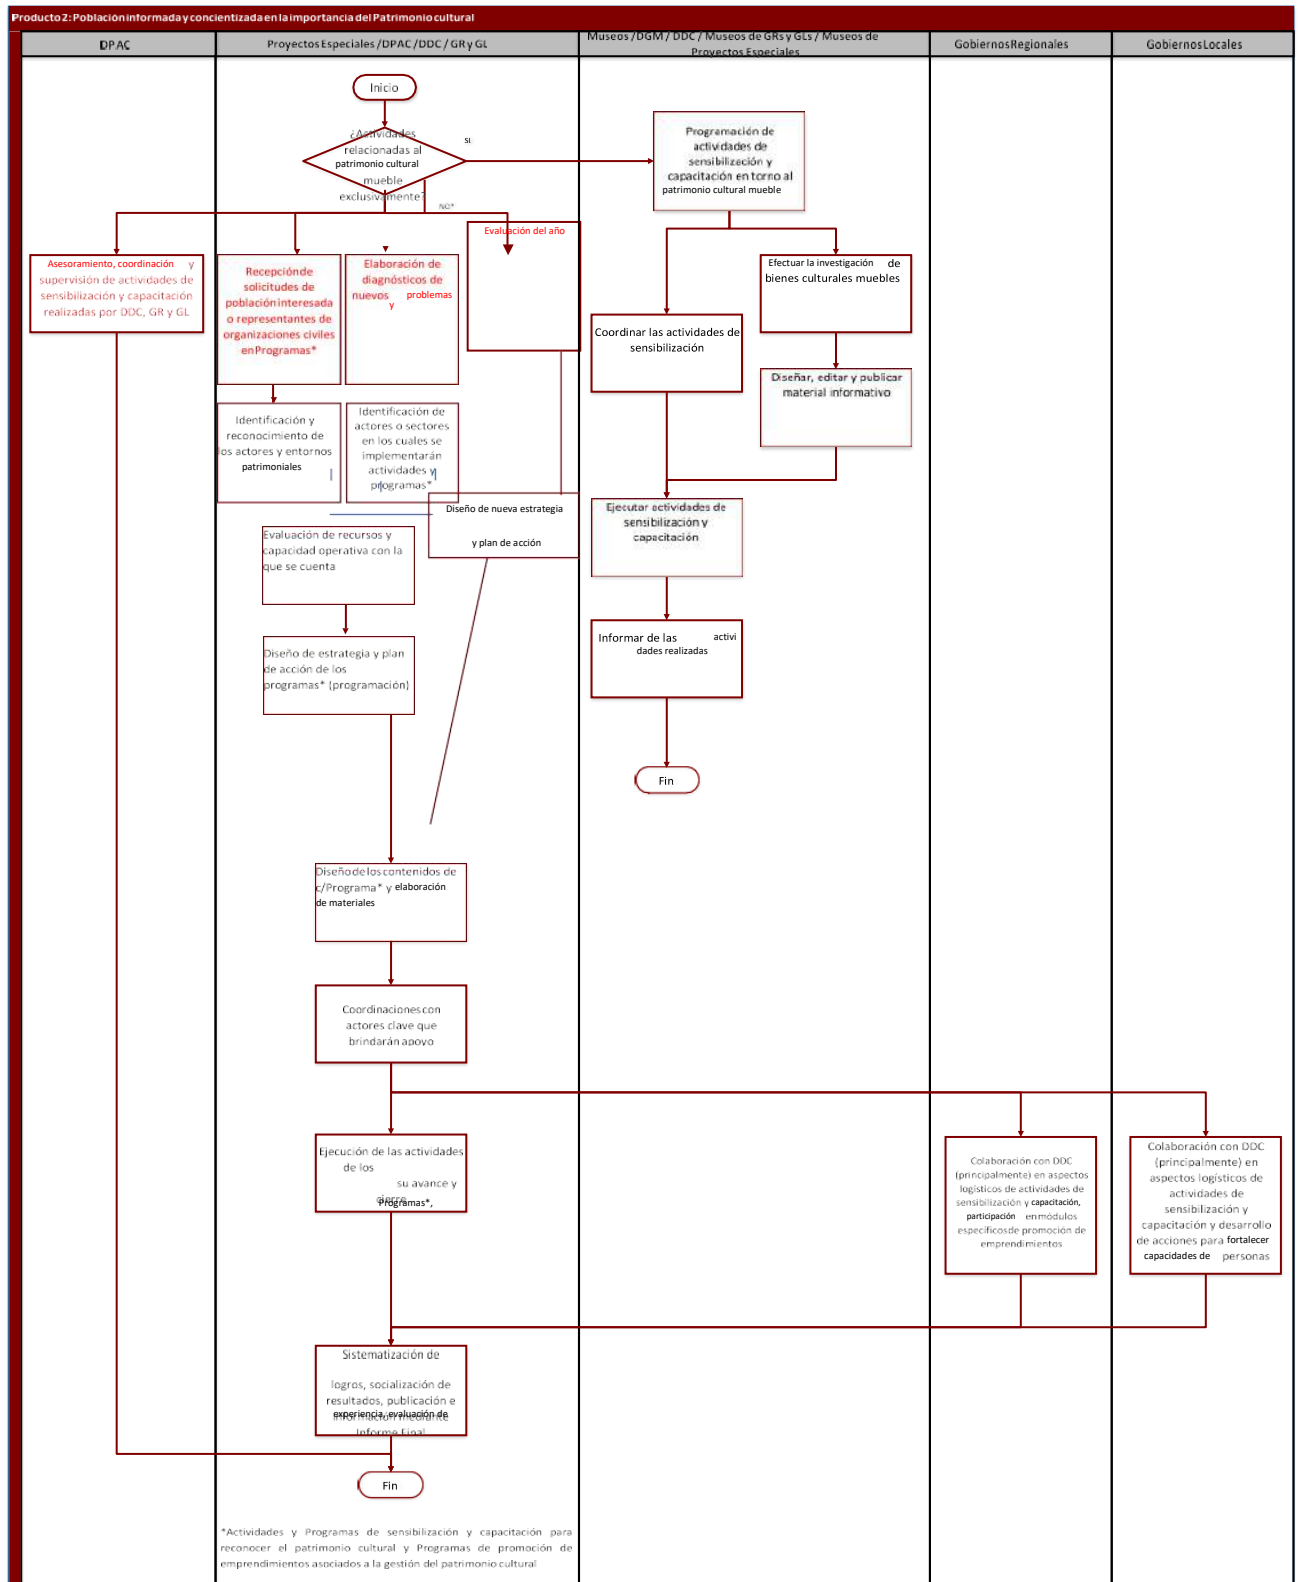 Producto 2: Población informada y concientizada en la importancia del Patrimonio cultural
DPAC
Proyectos Especiales /DPAC /DDC / GR y GL
Museos /DGM / DDC / Museos de GRs y GLs / Museos de
Proyectos Especiales
Gobiernos Regionales
Gobiernos Locales
Inicio
¿Actividades
relacionadas al
patrimonio cultural
mueble
exclusivamente?
SI
NO*
Programación de
actividades de
sensibilización y
capacitación en torno al
patrimonio cultural mueble
Asesoramiento, coordinación y
supervisión de actividades de
sensibilización y capacitación
realizadas por DDC, GR y GL
Recepción de
solicitudes de
población interesada
o representantes de
organizaciones civiles
en Programas*
Elaboración de
diagnósticos de
nuevos problemas
y
Evaluación del año
Efectuar la investigación de
bienes culturales muebles
Coordinar las actividades de
sensibilización
Diseñar, editar y publicar
material informativo
Identificación y
reconocimiento de
los actores y entornos
patrimoniales
Identificación de
actores o sectores
en los cuales se
implementarán
actividades y
programas*
Diseño de nueva estrategia
y plan de acción
Ejecutar actividades de
sensibilización y
capacitación
Evaluación de recursos y
capacidad operativa con la
que se cuenta
Informar de las activi
dades realizadas
Diseño de estrategia y plan
de acción de los
programas* (programación)
Fin
Diseño de los contenidos de
c/Programa* y elaboración
de materiales
Coordinaciones con
actores clave que
brindarán apoyo
Ejecución de las actividades
de los
su avance y
cierre
Programas*,
Colaboración con DDC
(principalmente) en aspectos
logísticos de actividades de
sensibilización y capacitación,
participación en módulos
específicos de promoción de
emprendimientos
Colaboración con DDC
(principalmente) en
aspectos logísticos de
actividades de
sensibilización y
capacitación y desarrollo
de acciones para fortalecer
capacidades de personas
Sistematización de
logros, socialización de
resultados, publicación e
experiencia, evaluación de
información mediante
Informe Final
Fin
*Actividades y Programas de sensibilización y capacitación para
reconocer el patrimonio cultural y Programas de promoción de
emprendimientos asociados a la gestión del patrimonio cultural